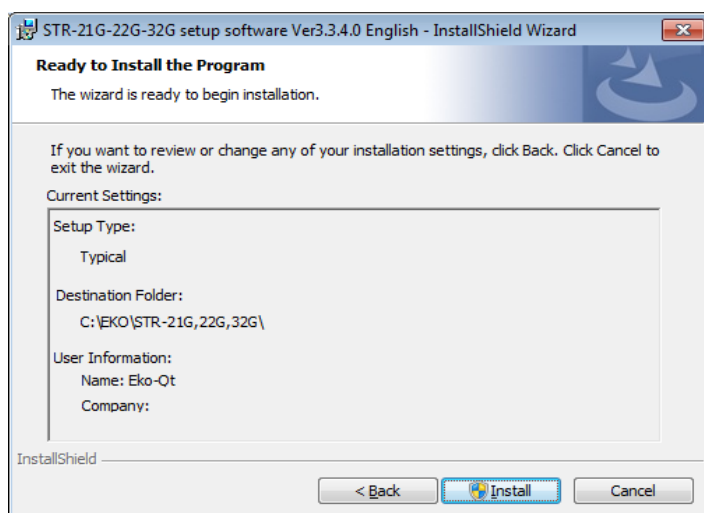 STR-21G-22G-32G setup software Ver3.3.4.0 English - InstallShield Wizard
Ready to Install the Program
The wizard is ready to begin installation.
If you want to review or change any of your installation settings, click Back. Click Cancel to
exit the wizard.
Current Settings:
Setup Type:
Typical
Destination Folder:
C:\EKO\STR-21G,22G,32G\
User Information:
Name: Eko-Qt
Company:
InstallShield
< Back
Install
Cancel